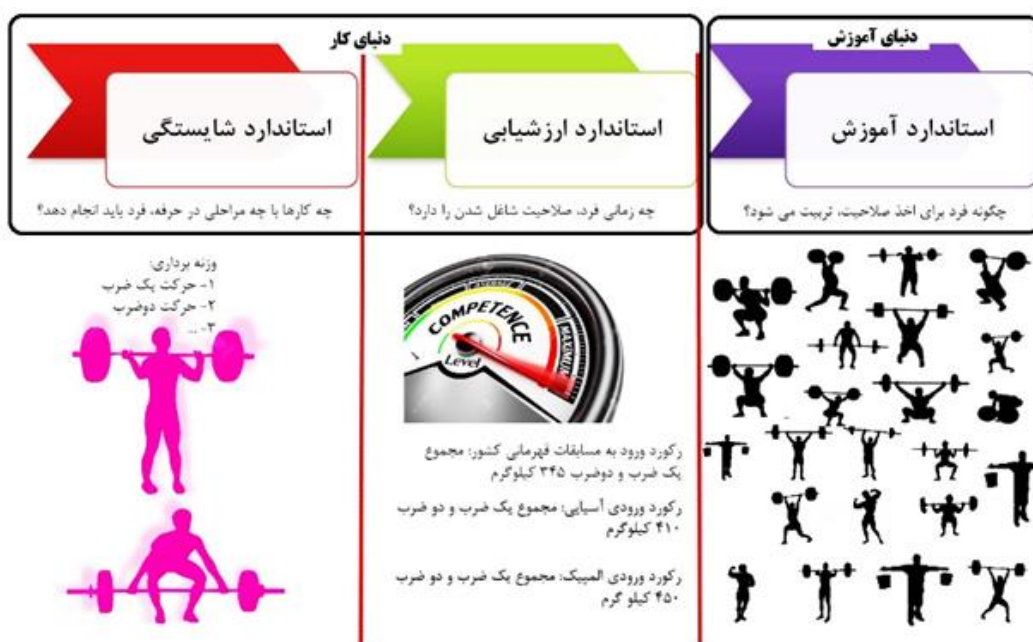 دنیای آموزش
استاندارد آموزش
چگونه فرد برای اخذ صلاحیت، تربیت می شود؟
دنیای کار
استاندارد ارزشیابی
چه زمانی فرد، صلاحیت شاغل شدن را دارد؟
استاندارد شایستگی
چه کارها با چه مراحلی در حرفه، فرد باید انجام دهد؟
AVERAGE
MAXIMUM
COMPETENCE
Level
رکورد ورود به مسابقات قهرمانی کشور: مجموع
یک ضرب و دوضرب ۳۴۵ کیلوگرم
رکورد ورودی آسیایی: مجموع یک ضرب و دو ضرب
۴۱۰ کیلوگرم
رکورد ورودی المپیک: مجموع یک ضرب و دو ضرب
۴۵۰ کیلو گرم
وزنه برداری:
۱- حرکت یک ضرب
۲- حرکت دوضرب
۳- ...